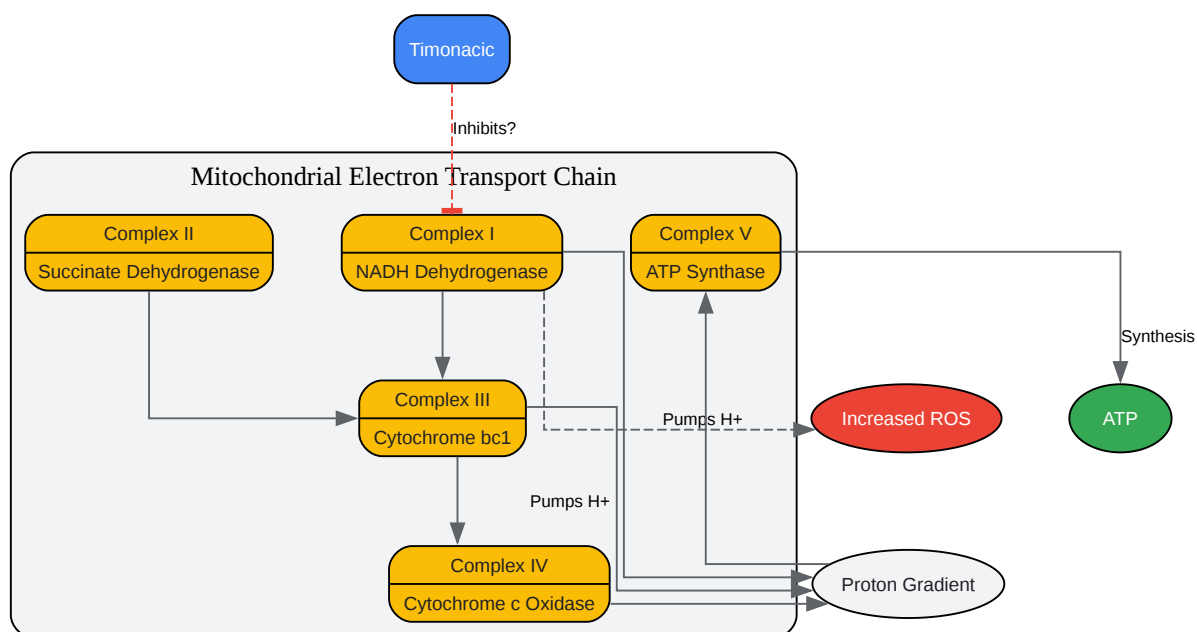 Timonacic
Inhibits?
Mitochondrial Electron Transport Chain
Complex II
Succinate Dehydrogenase
Complex I
NADH Dehydrogenase
Complex V
ATP Synthase
Synthesis
Complex III
Cytochrome bc1
Pumps H+
Increased ROS
ATP
Pumps H+
Complex IV
Cytochrome c Oxidase
Proton Gradient